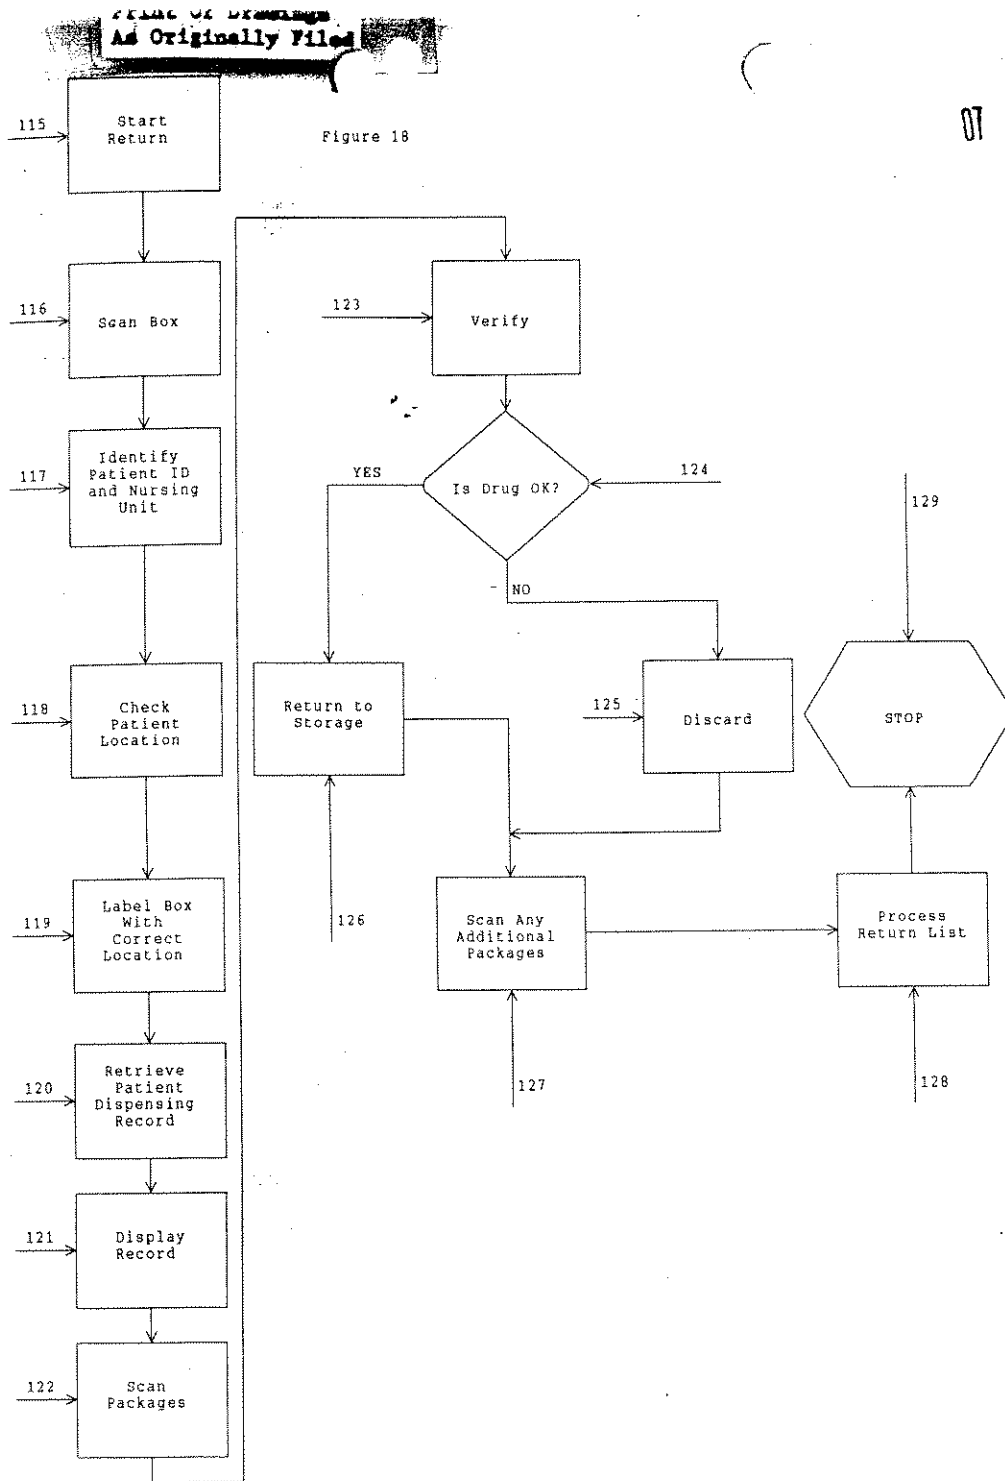 Print Of Drawings
As Originally Filed
07
Figure 18
115
Start
Return
116
Scan Box
117
Identify
Patient ID
and Nursing
Unit
118
Check
Patient
Location
119
Label Box
With
Correct
Location
120
Retrieve
Patient
Dispensing
Record
121
Display
Record
122
Scan
Packages
123
Verify
124
Is Drug OK?
YES
NO
126
Return to
Storage
125
Discard
127
Scan Any
Additional
Packages
128
Process
Return List
129
STOP